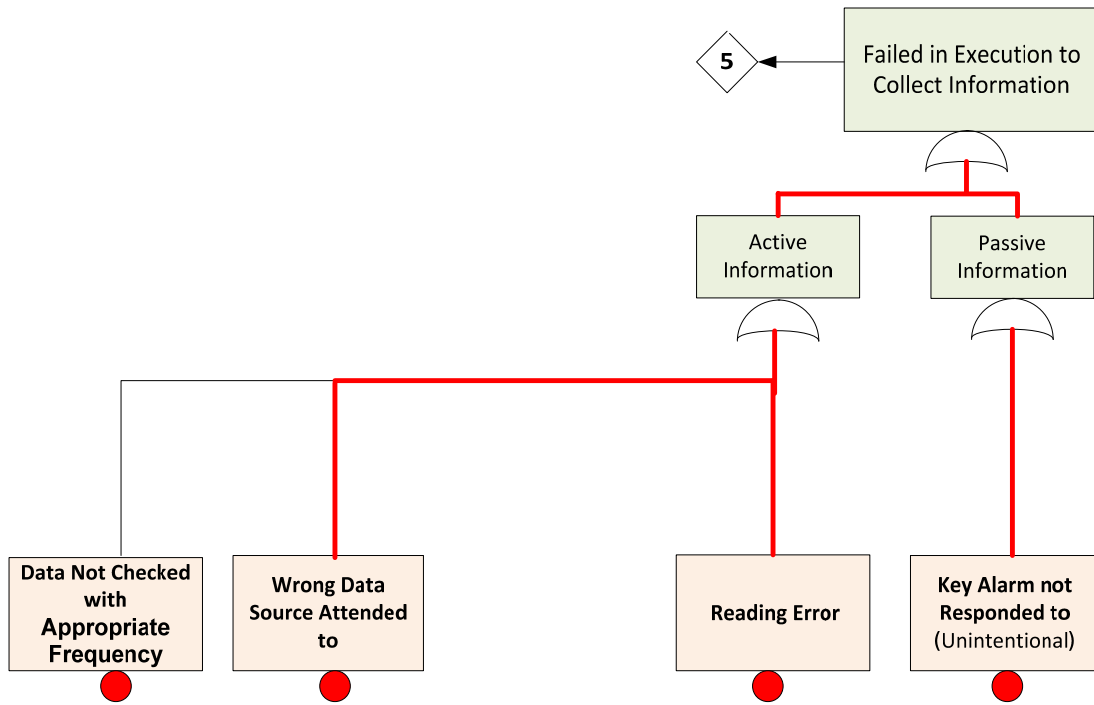 5
Failed in Execution to
Collect Information
Active
Information
Passive
Information
Data Not Checked
with
Appropriate
Frequency
Wrong Data
Source Attended
to
Reading Error
Key Alarm not
Responded to
(Unintentional)